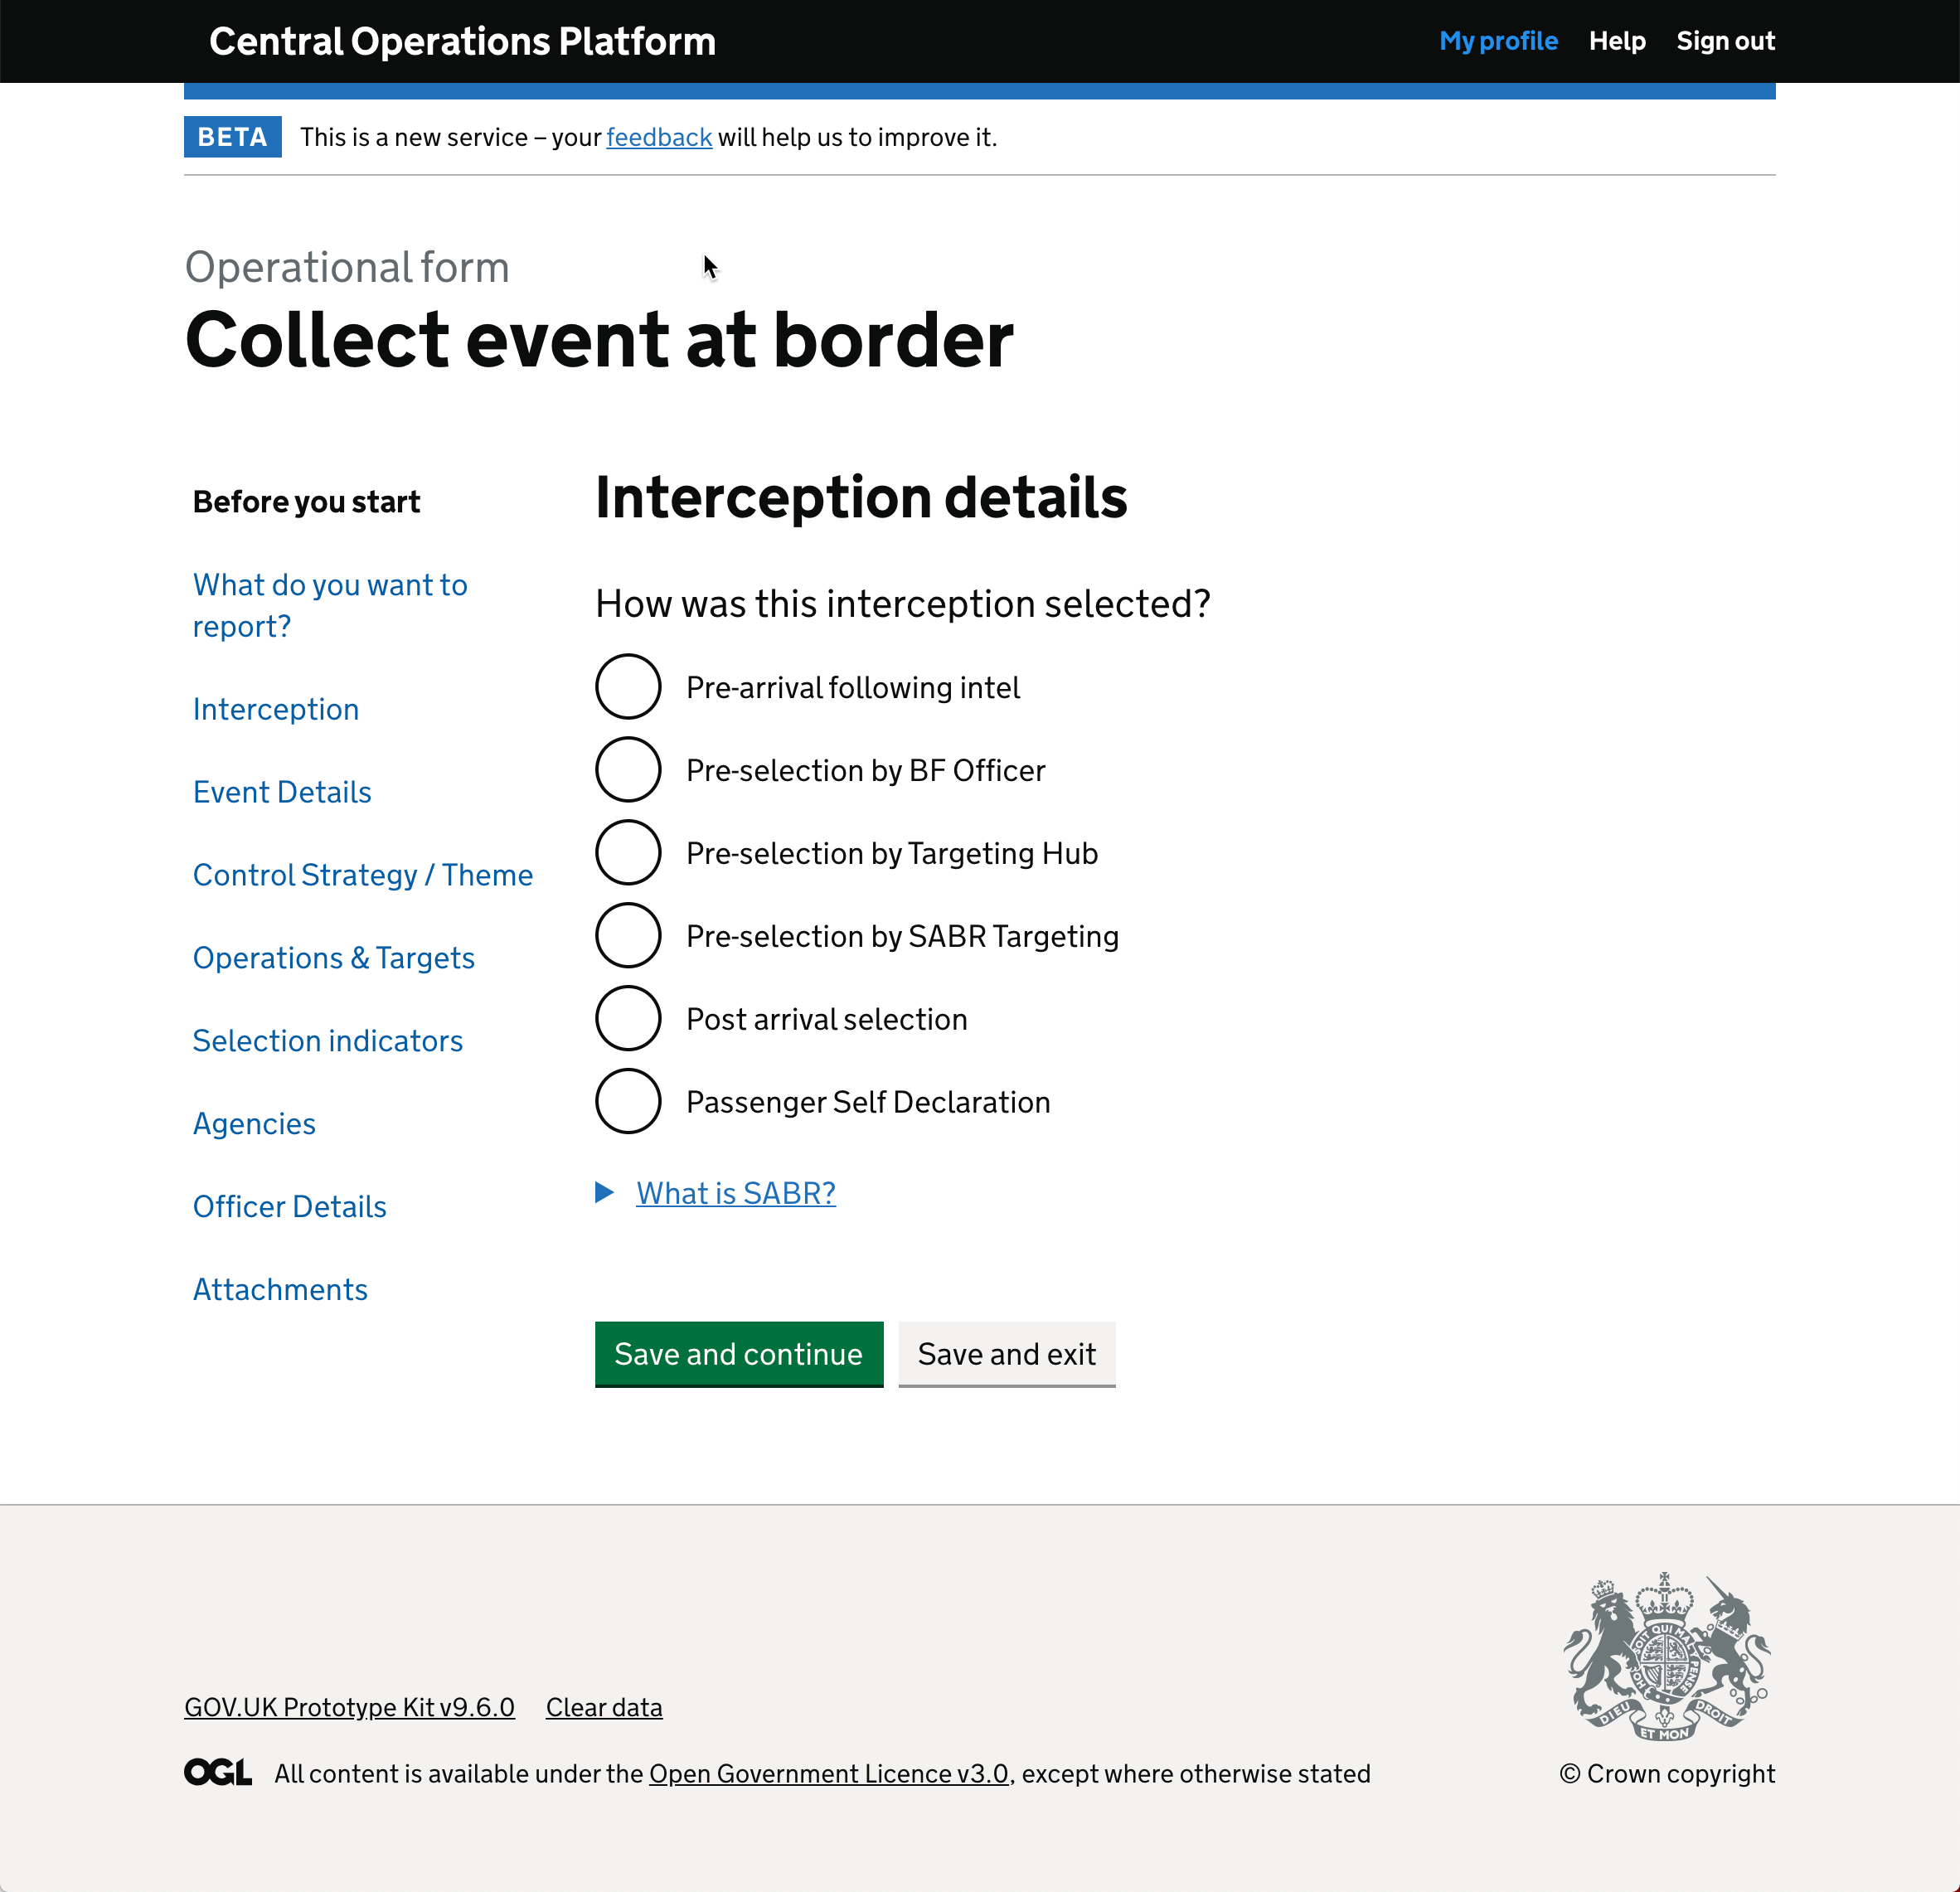 Central Operations Platform
My profile Help Sign out
BETA This is a new service – your feedback will help us to improve it.
Operational form
Collect event at border
Before you start
What do you want to
report?
Interception
Event Details
Control Strategy / Theme
Operations & Targets
Selection indicators
Agencies
Officer Details
Attachments
Interception details
How was this interception selected?
Pre-arrival following intel
Pre-selection by BF Officer
Pre-selection by Targeting Hub
Pre-selection by SABR Targeting
Post arrival selection
Passenger Self Declaration
What is SABR?
Save and continue Save and exit
GOV.UK Prototype Kit v9.6.0 Clear data
OGL All content is available under the Open Government Licence v3.0, except where otherwise stated
DIEU ET MON DROIT
© Crown copyright